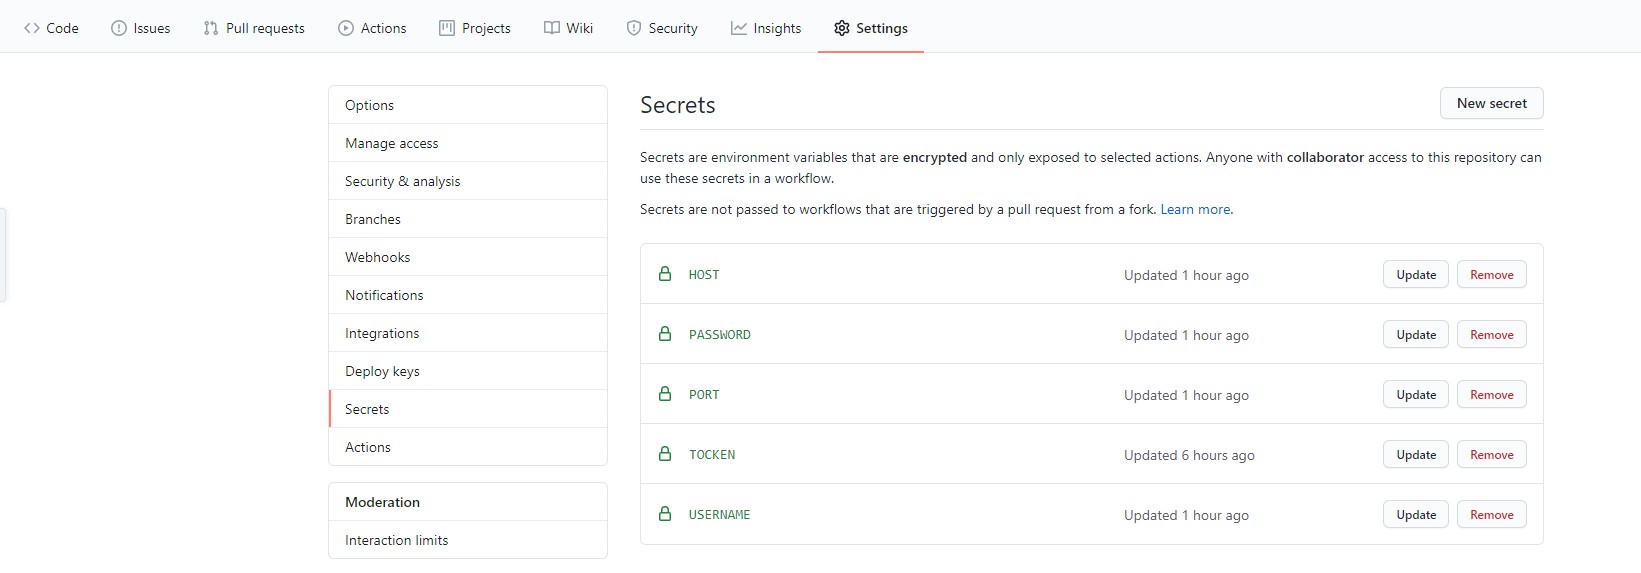 Code Issues Pull requests Actions Projects Wiki Security Insights Settings
Options
Manage access
Security & analysis
Branches
Webhooks
Notifications
Integrations
Deploy keys
Secrets
Actions
Moderation
Interaction limits
Secrets New secret
Secrets are environment variables that are encrypted and only exposed to selected actions. Anyone with collaborator access to this repository can
use these secrets in a workflow.
Secrets are not passed to workflows that are triggered by a pull request from a fork. Learn more.
HOST Updated 1 hour ago Update Remove
PASSWORD Updated 1 hour ago Update Remove
PORT Updated 1 hour ago Update Remove
TOCKEN Updated 6 hours ago Update Remove
USERNAME Updated 1 hour ago Update Remove